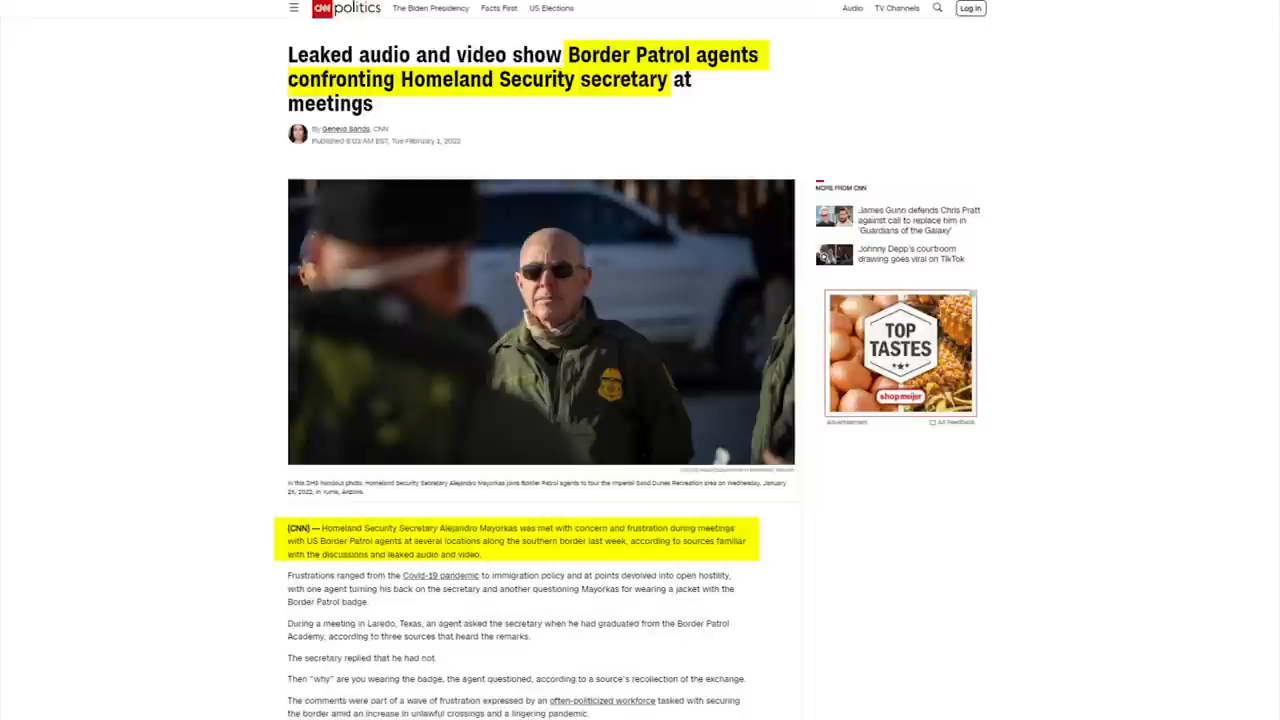 CNN politics The Biden Presidency Facts First US Elections Audio TV Channels Log In
Leaked audio and video show Border Patrol agents
confronting Homeland Security secretary at
meetings
By Geneva Sands, CNN
Published 6:03 AM EST, Tue February 1, 2022
In this DHS handout photo, Homeland Security Secretary Alejandro Mayorkas joins Border Patrol agents to tour the Imperial Sand Dunes Recreation area on Wednesday, January
26, 2022, in Yuma, Arizona.
(CNN) — Homeland Security Secretary Alejandro Mayorkas was met with concern and frustration during meetings
with US Border Patrol agents at several locations along the southern border last week, according to sources familiar
with the discussions and leaked audio and video.
Frustrations ranged from the Covid-19 pandemic to immigration policy and at points devolved into open hostility,
with one agent turning his back on the secretary and another questioning Mayorkas for wearing a jacket with the
Border Patrol badge.
During a meeting in Laredo, Texas, an agent asked the secretary when he had graduated from the Border Patrol
Academy, according to three sources that heard the remarks.
The secretary replied that he had not.
Then "why" are you wearing the badge, the agent questioned, according to a source's recollection of the exchange.
The comments were part of a wave of frustration expressed by an often-politicized workforce tasked with securing
the border amid an increase in unlawful crossings and a lingering pandemic.
MORE FROM CNN
James Gunn defends Chris Pratt
against call to replace him in
'Guardians of the Galaxy'
Johnny Depp's courtroom
drawing goes viral on TikTok
TOP
TASTES
shop meijer
Advertisement Ad Feedback